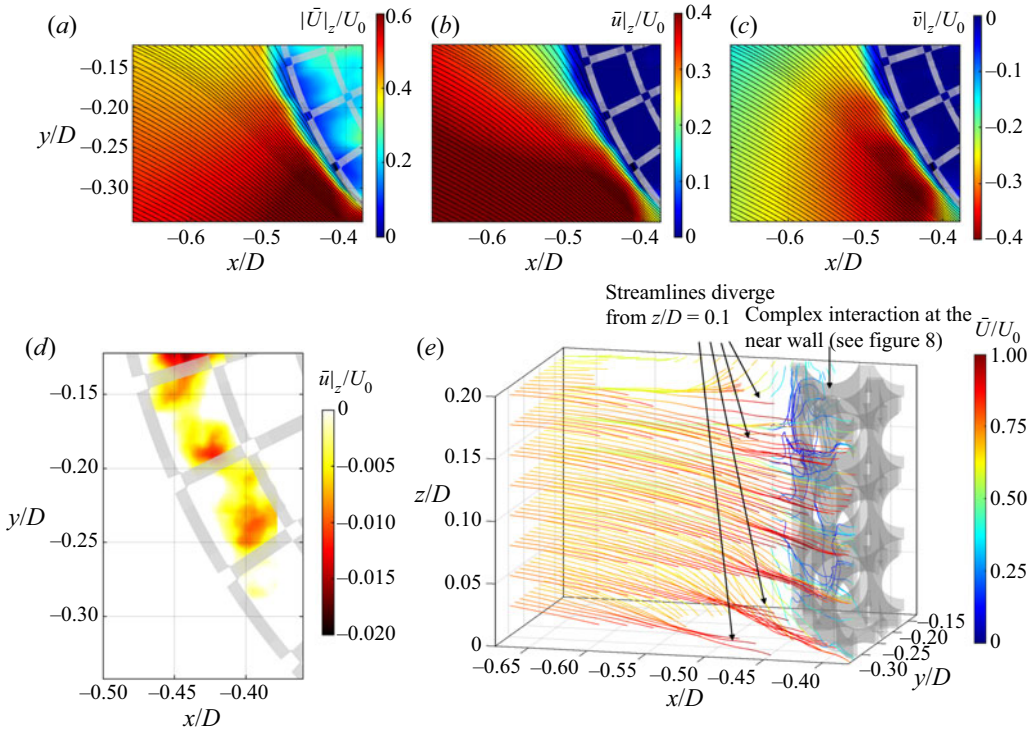 (a) |Ū|z/U0 0.6
(b) ū|z/U0 0.4
(c) v̄|z/U0 0
−0.12
−0.20
−0.25
−0.30
y/D
0.4
0.2
0
0.3
0.2
0.1
0
−0.1
−0.2
−0.3
−0.4
−0.6 −0.5 −0.4
x/D
−0.6 −0.5 −0.4
x/D
−0.6 −0.5 −0.4
x/D
(d)
−0.15
−0.20
−0.25
−0.30
y/D
−0.50 −0.45 −0.40
x/D
ū|z/U0
0
−0.005
−0.010
−0.015
−0.020
Streamlines diverge
from z/D = 0.1
Complex interaction at the
near wall (see figure 8)
(e)
Ū/U0
1.00
0.75
0.50
0.25
0
0.20
0.15
z/D
0.10
0.05
0
−0.65 −0.60 −0.55 −0.50 −0.45 −0.40
x/D
−0.15
−0.20
−0.25
−0.30
y/D